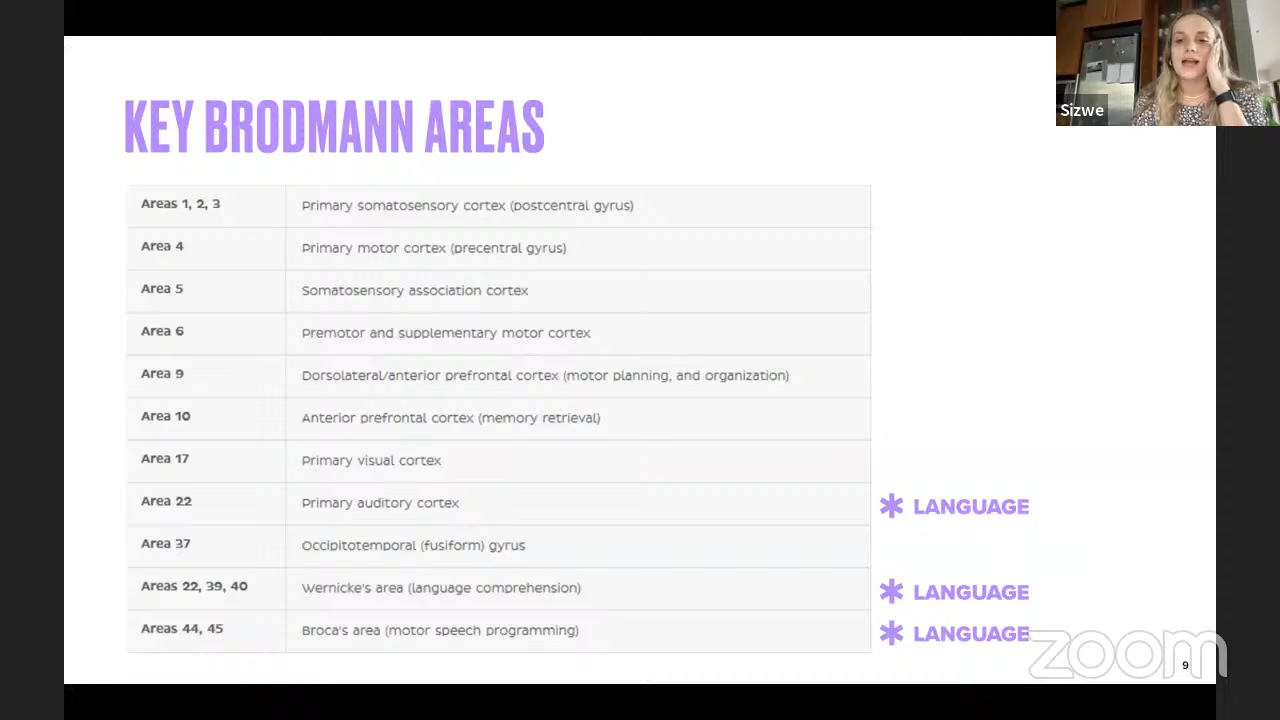 Sizwe
KEY BRODMANN AREAS
Areas 1, 2, 3 Primary somatosensory cortex (postcentral gyrus)
Area 4 Primary motor cortex (precentral gyrus)
Area 5 Somatosensory association cortex
Area 6 Premotor and supplementary motor cortex
Area 9 Dorsolateral/anterior prefrontal cortex (motor planning, and organization)
Area 10 Anterior prefrontal cortex (memory retrieval)
Area 17 Primary visual cortex
Area 22 Primary auditory cortex * LANGUAGE
Area 37 Occipitotemporal (fusiform) gyrus
Areas 22, 39, 40 Wernicke's area (language comprehension) * LANGUAGE
Areas 44, 45 Broca's area (motor speech programming) * LANGUAGE
zoom
9